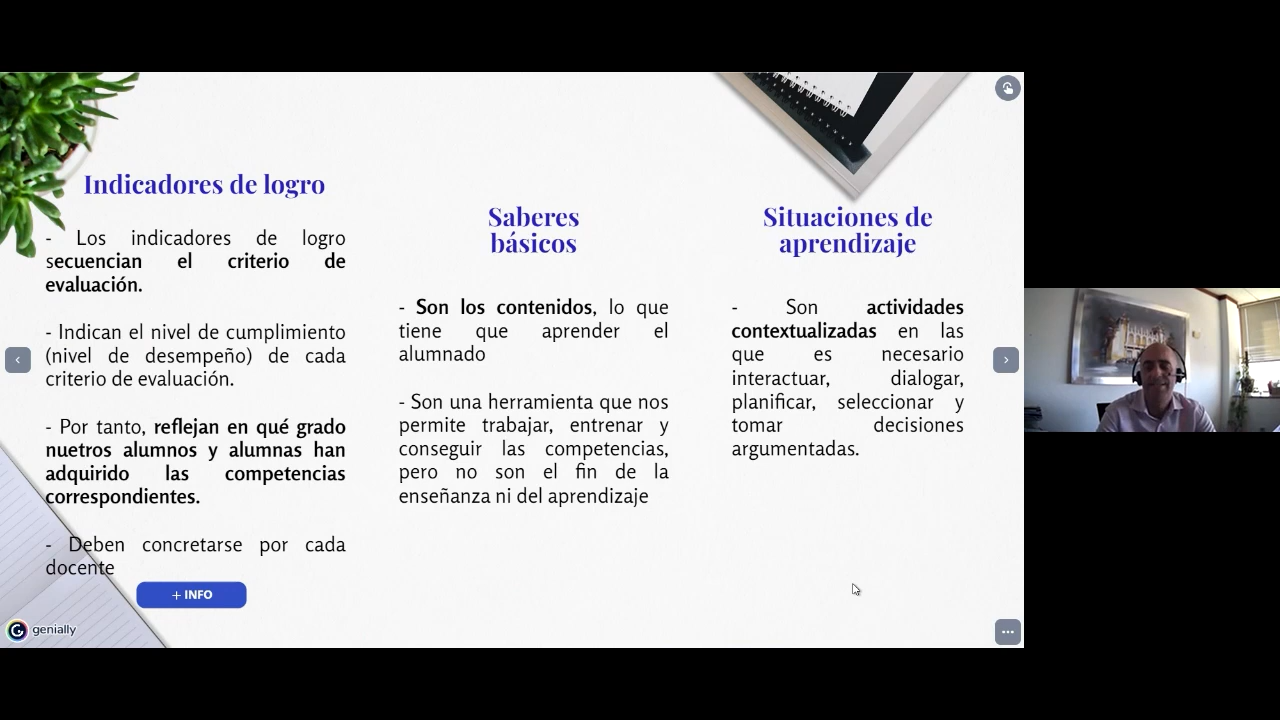 Indicadores de logro
- Los indicadores de logro
secuencian el criterio de
evaluación.
- Indican el nivel de cumplimiento
(nivel de desempeño) de cada
criterio de evaluación.
- Por tanto, reflejan en qué grado
nuetros alumnos y alumnas han
adquirido las competencias
correspondientes.
- Deben concretarse por cada
docente
+ INFO
Saberes
básicos
- Son los contenidos, lo que
tiene que aprender el
alumnado
- Son una herramienta que nos
permite trabajar, entrenar y
conseguir las competencias,
pero no son el fin de la
enseñanza ni del aprendizaje
Situaciones de
aprendizaje
- Son actividades
contextualizadas en las
que es necesario
interactuar, dialogar,
planificar, seleccionar y
tomar decisiones
argumentadas.
genially